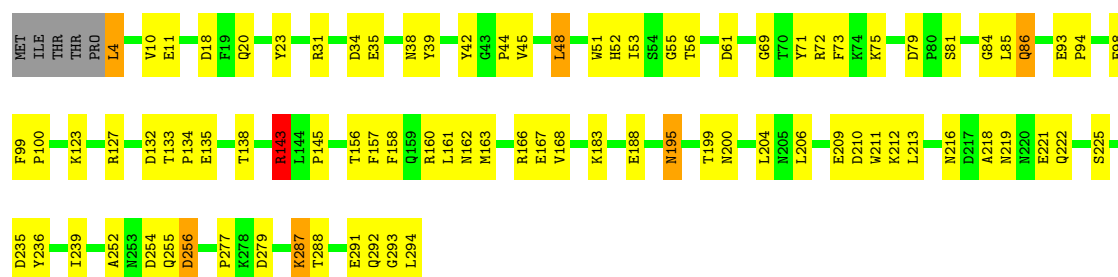 MET ILE THR THR PRO L4 V10 E11 D18 F19 Q20 Y23 R31 D34 E35 N38 Y39 Y42 G43 P44 V45 L48 W51 H52 I53 S54 G55 T56 D61 G69 T70 Y71 R72 F73 K74 K75 D79 P80 S81 G84 L85 Q86 E93 P94
F99 P100 K123 R127 D132 T133 P134 E135 T138 R143 L144 P145 T156 F157 F158 Q159 R160 L161 N162 M163 R166 E167 V168 K183 E188 N195 T199 N200 L204 N205 L206 E209 D210 W211 K212 L213 N216 D217 A218 N219 N220 E221 Q222 S225
D235 Y236 I239 A252 N253 D254 Q255 D256 P277 K278 D279 K287 T288 E291 Q292 G293 L294